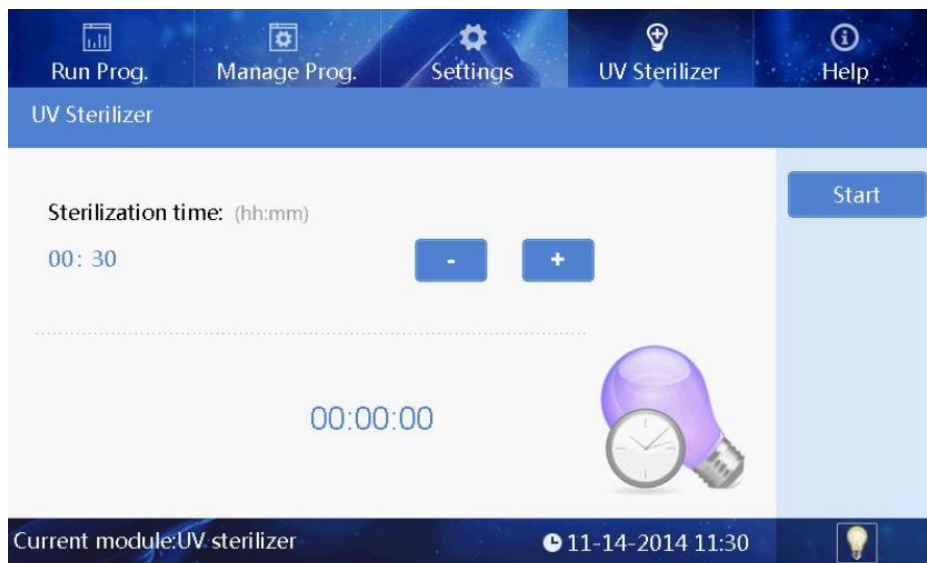 Run Prog.
Manage Prog.
Settings
UV Sterilizer
Help
UV Sterilizer
Sterilization time: (hh:mm)
00: 30
- +
Start
00:00:00
Current module:UV sterilizer
11-14-2014 11:30